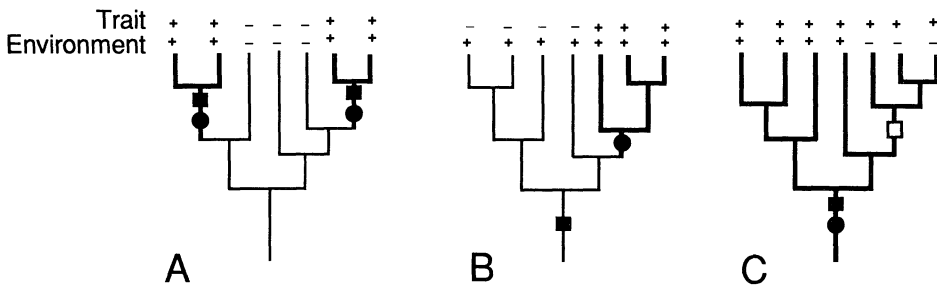 Trait + + − − − + + − − − − + + + + + + + + + +
Environment + + − − − + + + + + + + + + + + + + − − −
A B C